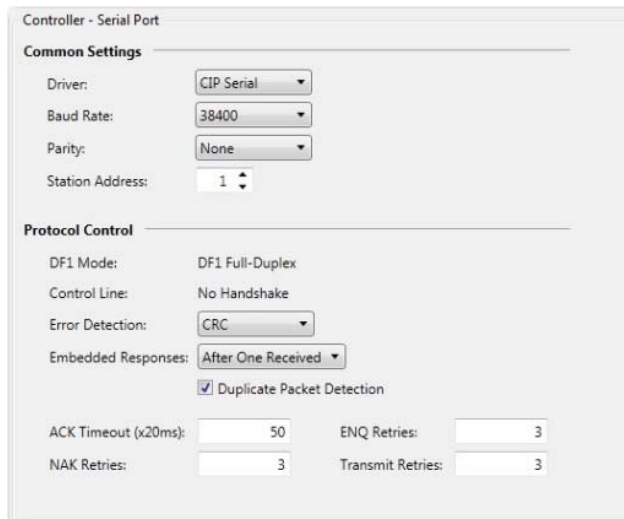 Controller - Serial Port
Common Settings
Driver: CIP Serial
Baud Rate: 38400
Parity: None
Station Address: 1
Protocol Control
DF1 Mode: DF1 Full-Duplex
Control Line: No Handshake
Error Detection: CRC
Embedded Responses: After One Received
Duplicate Packet Detection
ACK Timeout (x20ms): 50 ENQ Retries: 3
NAK Retries: 3 Transmit Retries: 3